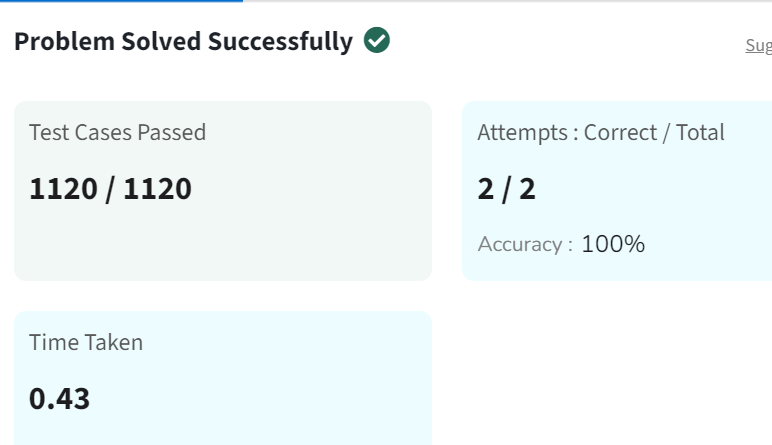 Problem Solved Successfully
Sug
Test Cases Passed
1120 / 1120
Attempts : Correct / Total
2 / 2
Accuracy : 100%
Time Taken
0.43